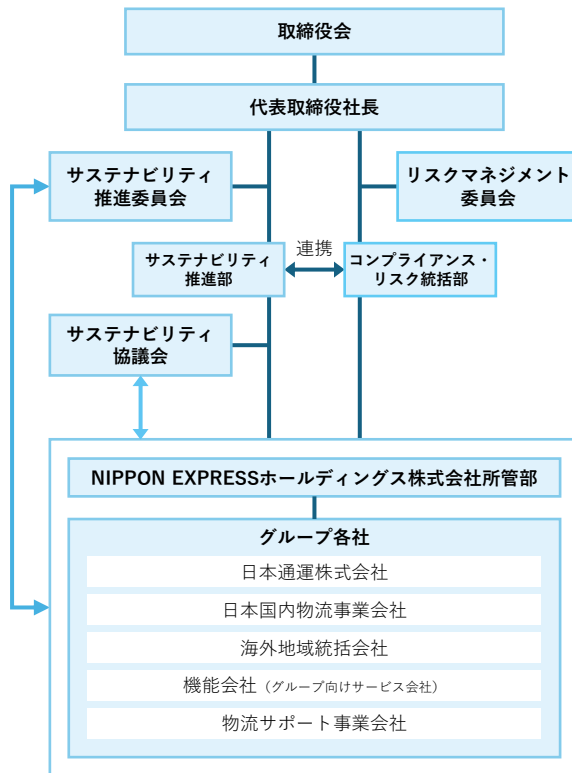 取締役会
代表取締役社長
サステナビリティ
推進委員会
リスクマネジメント
委員会
サステナビリティ
推進部
連携
コンプライアンス・
リスク統括部
サステナビリティ
協議会
NIPPON EXPRESSホールディングス株式会社所管部
グループ各社
日本通運株式会社
日本国内物流事業会社
海外地域統括会社
機能会社（グループ向けサービス会社）
物流サポート事業会社